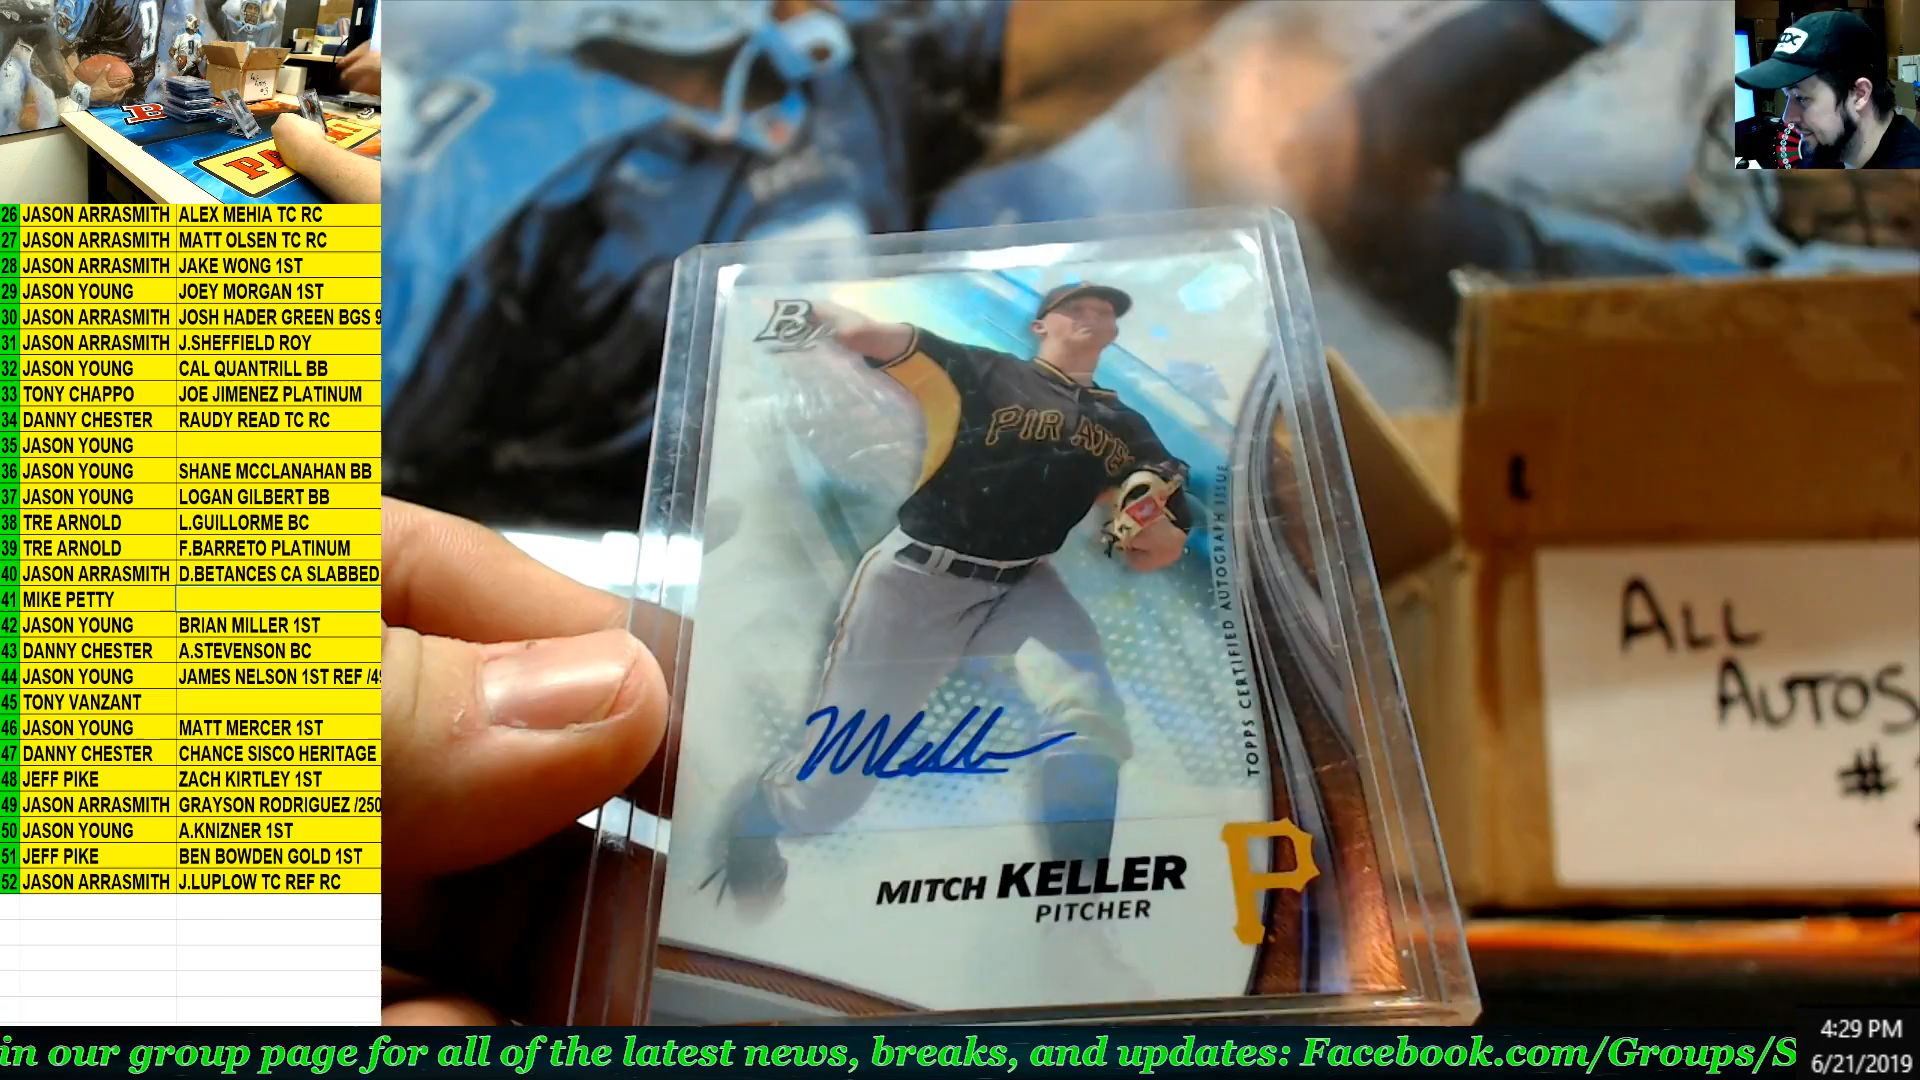 26 JASON ARRASMITH ALEX MEHIA TC RC
27 JASON ARRASMITH MATT OLSEN TC RC
28 JASON ARRASMITH JAKE WONG 1ST
29 JASON YOUNG JOEY MORGAN 1ST
30 JASON ARRASMITH JOSH HADER GREEN BGS 9
31 JASON ARRASMITH J.SHEFFIELD ROY
32 JASON YOUNG CAL QUANTRILL BB
33 TONY CHAPPO JOE JIMENEZ PLATINUM
34 DANNY CHESTER RAUDY READ TC RC
35 JASON YOUNG
36 JASON YOUNG SHANE MCCLANAHAN BB
37 JASON YOUNG LOGAN GILBERT BB
38 TRE ARNOLD L.GUILLORME BC
39 TRE ARNOLD F.BARRETO PLATINUM
40 JASON ARRASMITH D.BETANCES CA SLABBED
41 MIKE PETTY
42 JASON YOUNG BRIAN MILLER 1ST
43 DANNY CHESTER A.STEVENSON BC
44 JASON YOUNG JAMES NELSON 1ST REF /49
45 TONY VANZANT
46 JASON YOUNG MATT MERCER 1ST
47 DANNY CHESTER CHANCE SISCO HERITAGE
48 JEFF PIKE ZACH KIRTLEY 1ST
49 JASON ARRASMITH GRAYSON RODRIGUEZ /250
50 JASON YOUNG A.KNIZNER 1ST
51 JEFF PIKE BEN BOWDEN GOLD 1ST
52 JASON ARRASMITH J.LUPLOW TC REF RC
B
PIRATE
TOPPS CERTIFIED AUTOGRAPH ISSUE
MKeller
MITCH KELLER
PITCHER
P
ALL
AUTOS
#
in our group page for all of the latest news, breaks, and updates: Facebook.com/Groups/S
4:29 PM
6/21/2019